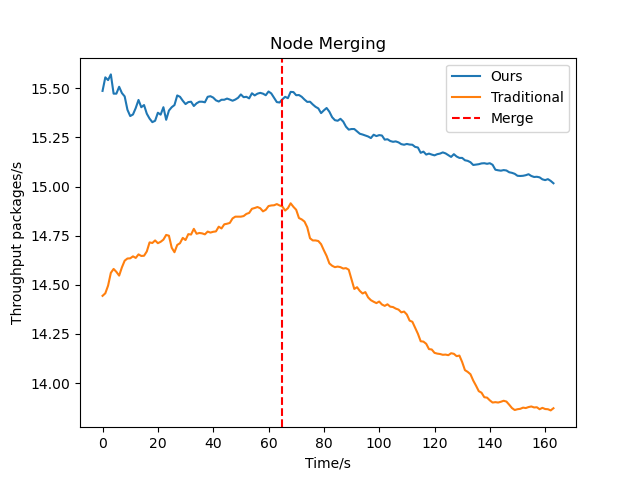 Node Merging
Ours
Traditional
Merge
Throughput packages/s
15.50
15.25
15.00
14.75
14.50
14.25
14.00
0 20 40 60 80 100 120 140 160
Time/s